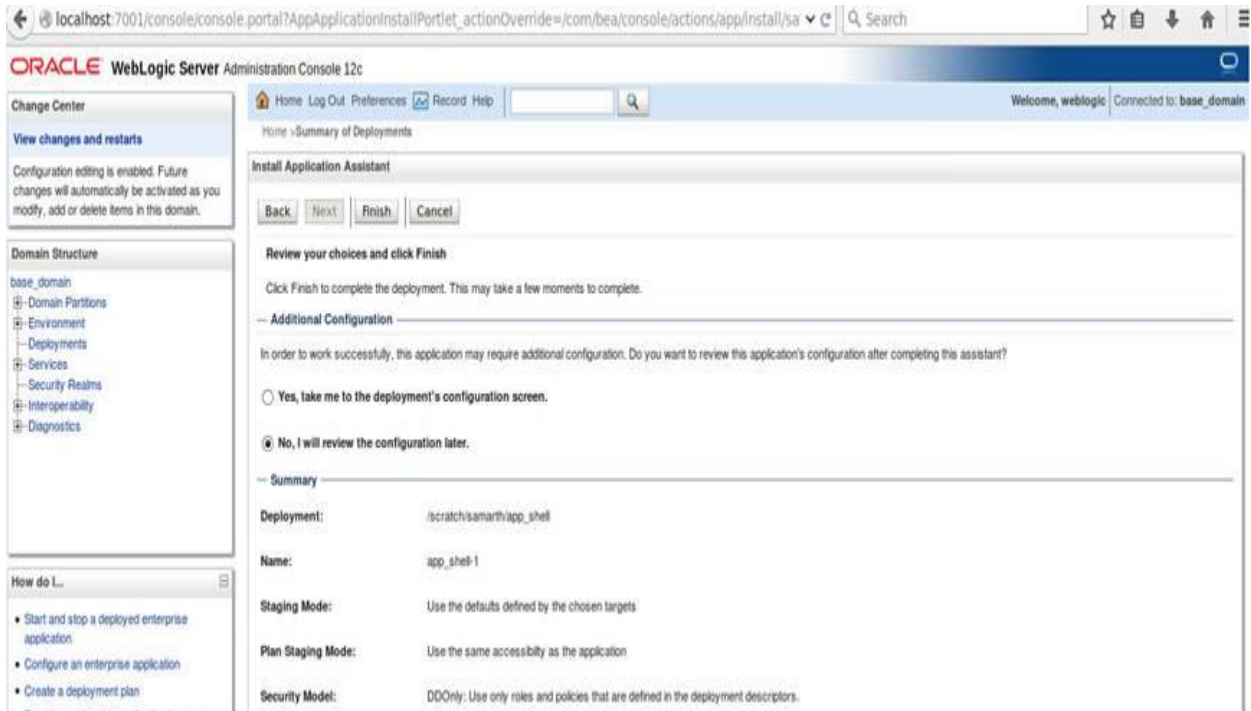 localhost:7001/console/console.portal?AppApplicationInstallPortlet_actionOverride=/com/bea/console/actions/app/install/sa
Search
ORACLE WebLogic Server Administration Console 12c
Change Center
View changes and restarts
Configuration editing is enabled. Future
changes will automatically be activated as you
modify, add or delete items in this domain.
Domain Structure
base_domain
Domain Partitions
Environment
Deployments
Services
Security Realms
Interoperability
Diagnostics
How do I...
Start and stop a deployed enterprise
application
Configure an enterprise application
Create a deployment plan
Home Log Out Preferences Record Help
Welcome, weblogic Connected to: base_domain
Home >Summary of Deployments
Install Application Assistant
Back Next Finish Cancel
Review your choices and click Finish
Click Finish to complete the deployment. This may take a few moments to complete.
Additional Configuration
In order to work successfully, this application may require additional configuration. Do you want to review this application's configuration after completing this assistant?
Yes, take me to the deployment's configuration screen.
No, I will review the configuration later.
Summary
Deployment: /scratch/samarth/app_shell
Name: app_shell-1
Staging Mode: Use the defaults defined by the chosen targets
Plan Staging Mode: Use the same accessibilty as the application
Security Model: DDOnly: Use only roles and policies that are defined in the deployment descriptors.